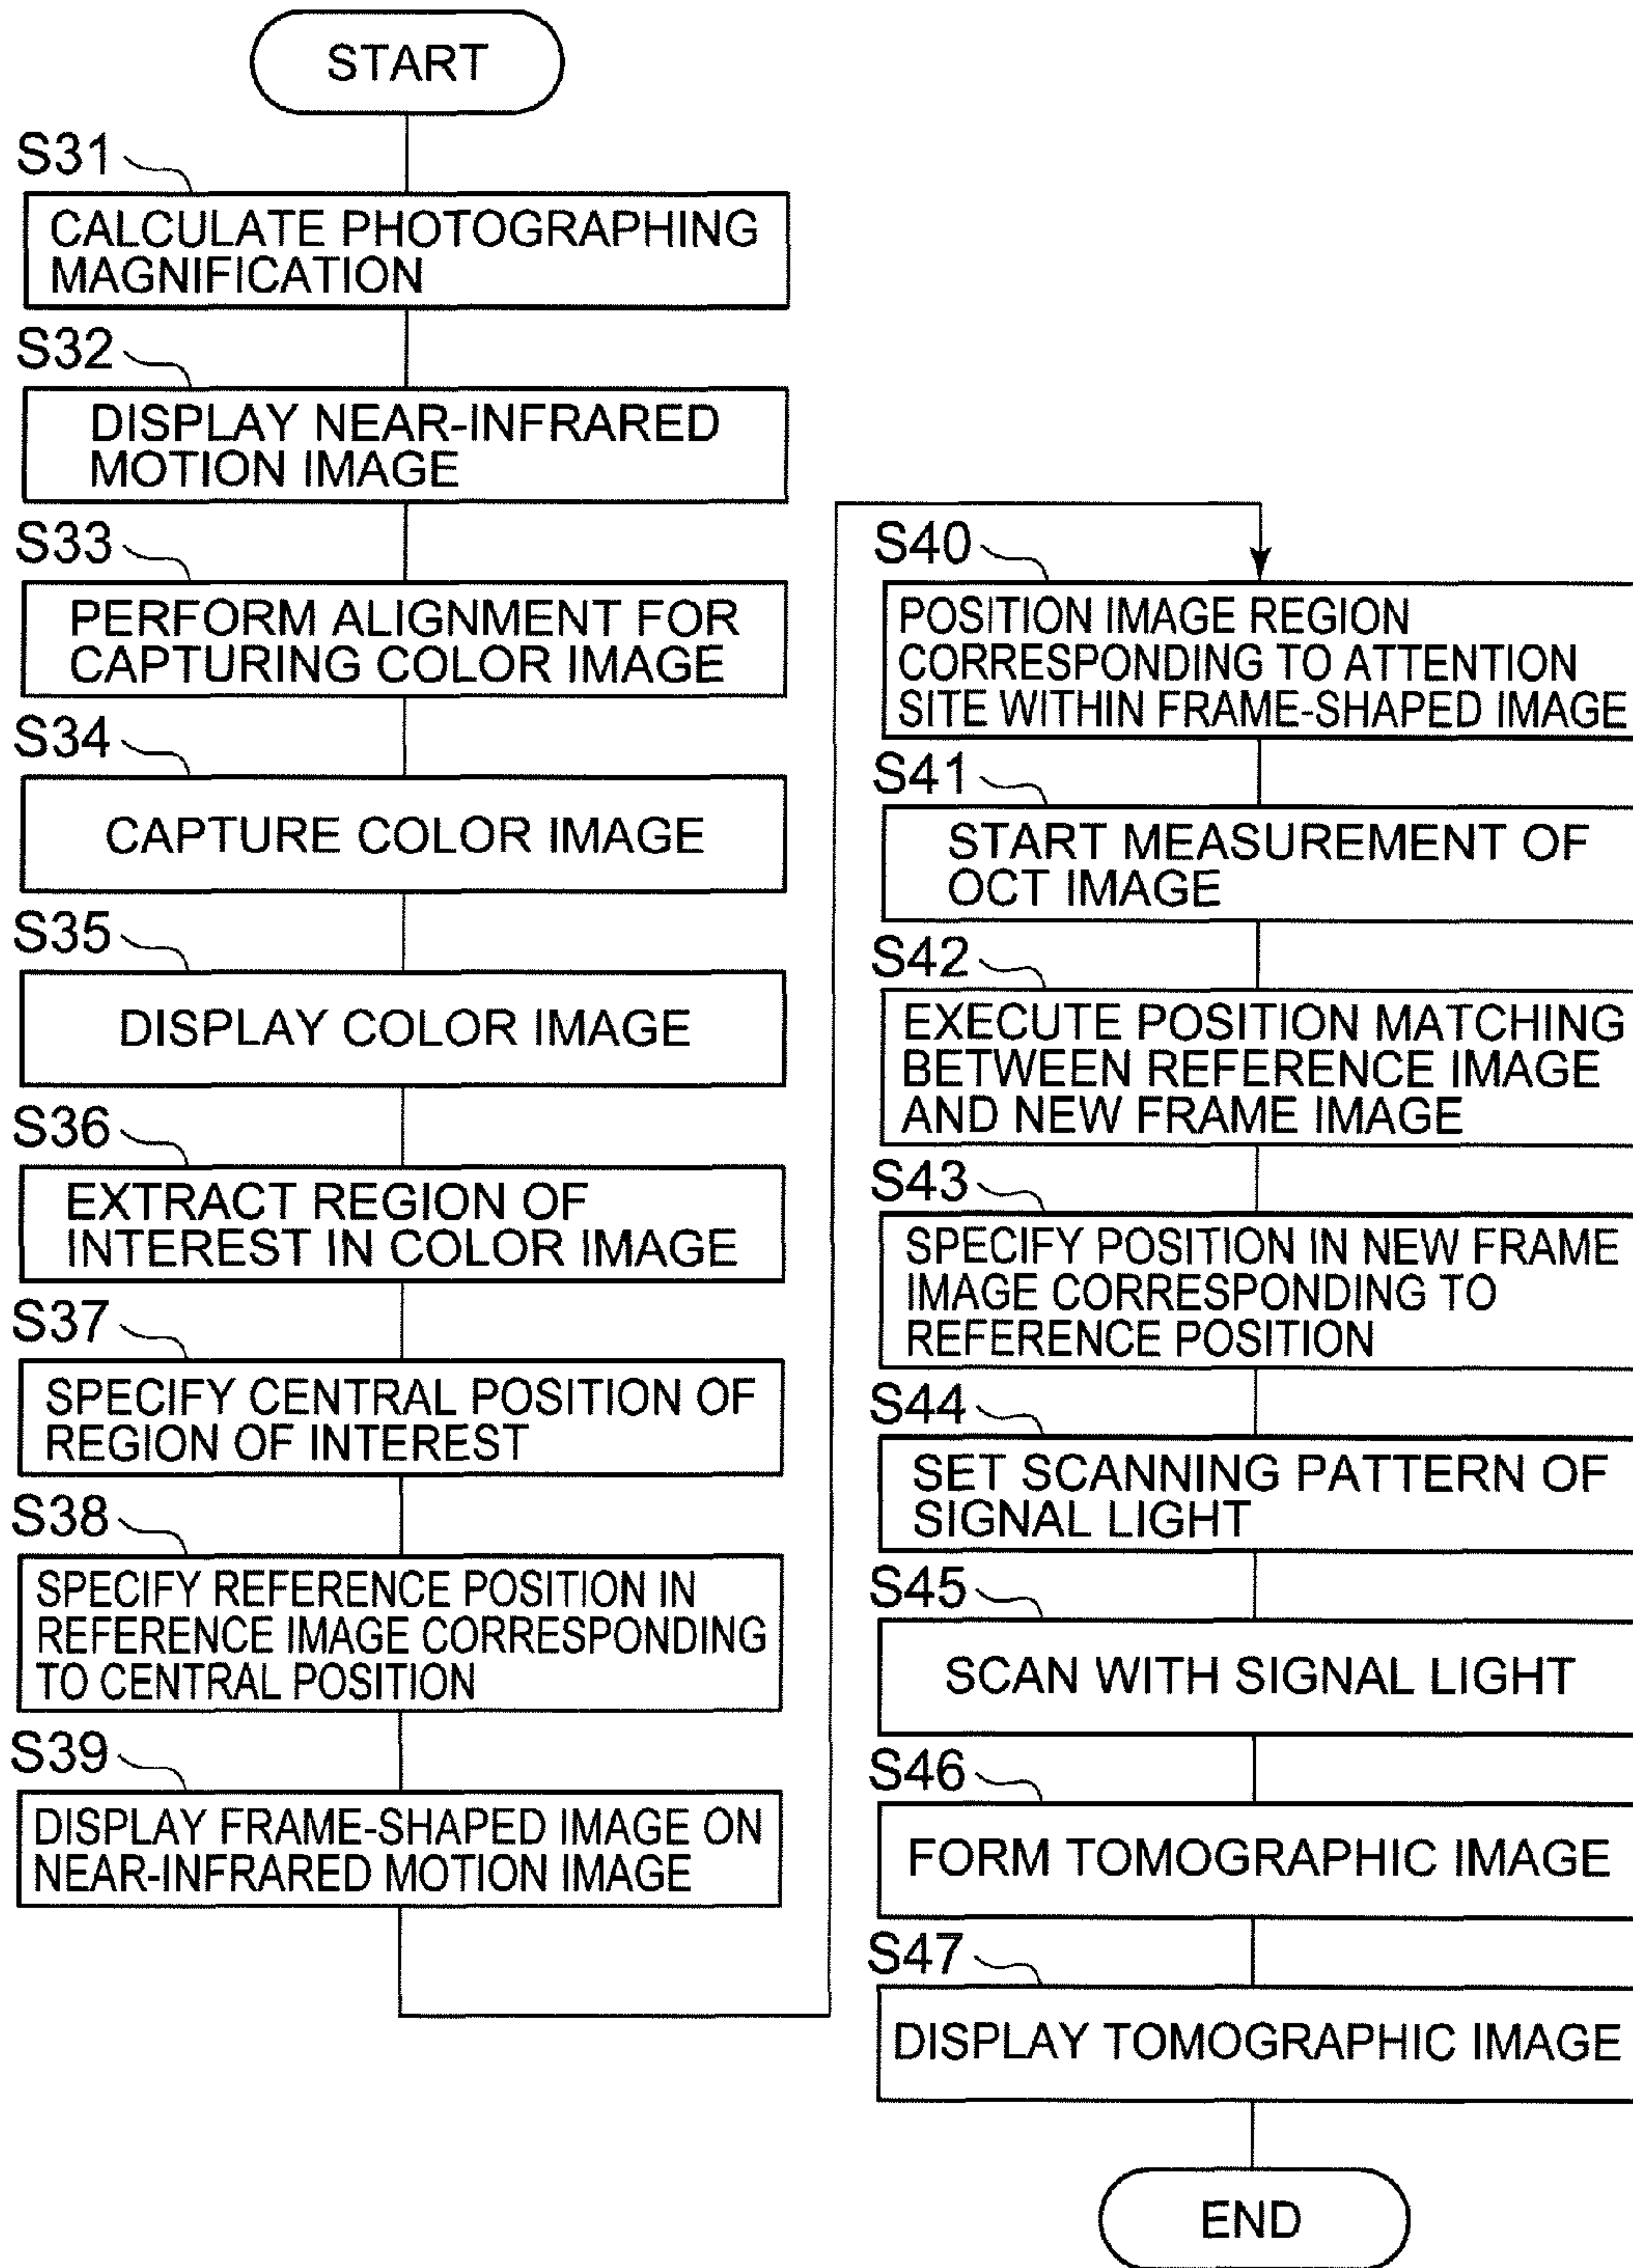 START
S31
CALCULATE PHOTOGRAPHING
MAGNIFICATION
S32
DISPLAY NEAR-INFRARED
MOTION IMAGE
S33
PERFORM ALIGNMENT FOR
CAPTURING COLOR IMAGE
S34
CAPTURE COLOR IMAGE
S35
DISPLAY COLOR IMAGE
S36
EXTRACT REGION OF
INTEREST IN COLOR IMAGE
S37
SPECIFY CENTRAL POSITION OF
REGION OF INTEREST
S38
SPECIFY REFERENCE POSITION IN
REFERENCE IMAGE CORRESPONDING
TO CENTRAL POSITION
S39
DISPLAY FRAME-SHAPED IMAGE ON
NEAR-INFRARED MOTION IMAGE
S40
POSITION IMAGE REGION
CORRESPONDING TO ATTENTION
SITE WITHIN FRAME-SHAPED IMAGE
S41
START MEASUREMENT OF
OCT IMAGE
S42
EXECUTE POSITION MATCHING
BETWEEN REFERENCE IMAGE
AND NEW FRAME IMAGE
S43
SPECIFY POSITION IN NEW FRAME
IMAGE CORRESPONDING TO
REFERENCE POSITION
S44
SET SCANNING PATTERN OF
SIGNAL LIGHT
S45
SCAN WITH SIGNAL LIGHT
S46
FORM TOMOGRAPHIC IMAGE
S47
DISPLAY TOMOGRAPHIC IMAGE
END